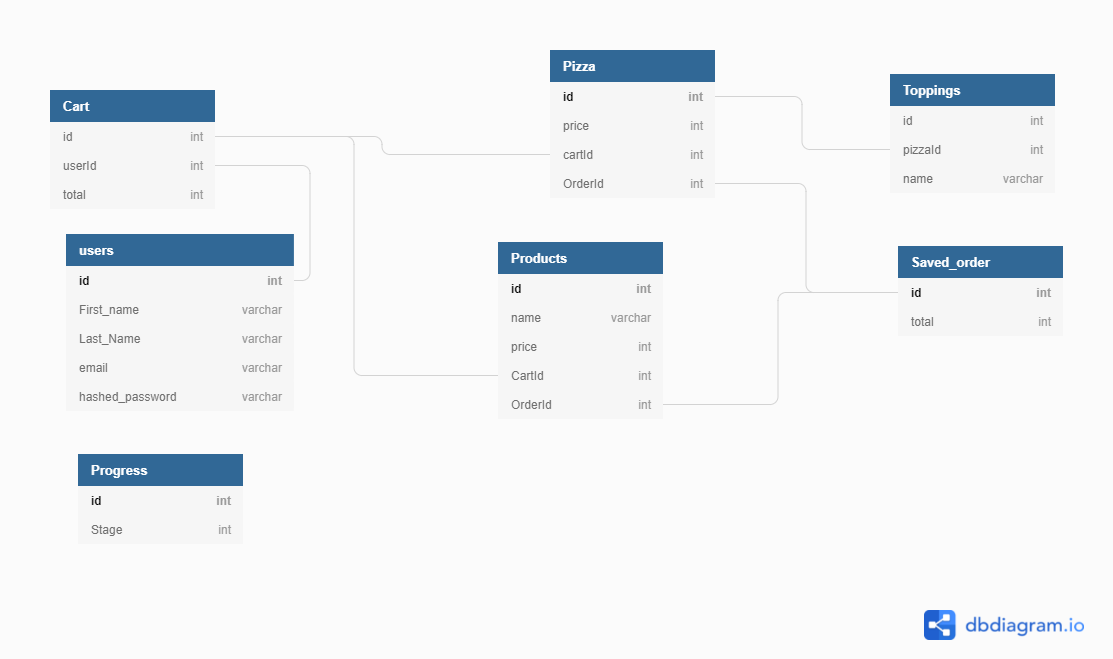 Cart
id int
userId int
total int
users
id int
First_name varchar
Last_Name varchar
email varchar
hashed_password varchar
Progress
id int
Stage int
Pizza
id int
price int
cartId int
OrderId int
Products
id int
name varchar
price int
CartId int
OrderId int
Toppings
id int
pizzaId int
name varchar
Saved_order
id int
total int
dbdiagram.io